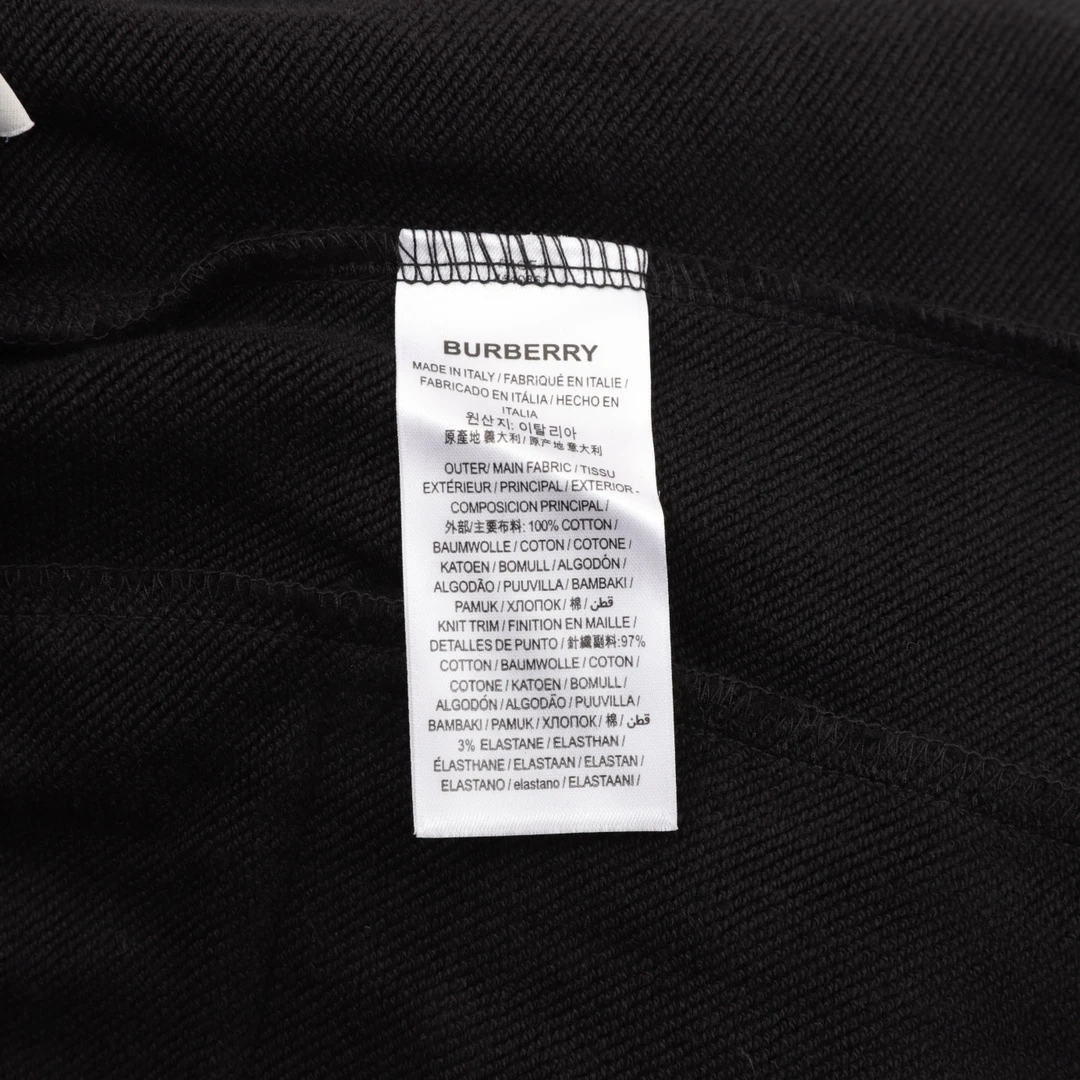 BURBERRY
MADE IN ITALY / FABRIQUÉ EN ITALIE /
FABRICADO EN ITÁLIA / HECHO EN
ITALIA
원산지: 이탈리아
原產地 義大利 / 原产地 意大利
OUTER/ MAIN FABRIC / TISSU
EXTÉRIEUR / PRINCIPAL / EXTERIOR -
COMPOSICION PRINCIPAL /
外部/主要布料: 100% COTTON /
BAUMWOLLE / COTON / COTONE /
KATOEN / BOMULL / ALGODÓN /
ALGODÃO / PUUVILLA / BAMBAKI /
PAMUK / ХЛОПОК / 棉 / قطن
KNIT TRIM / FINITION EN MAILLE /
DETALLES DE PUNTO / 針織副料:97%
COTTON / BAUMWOLLE / COTON /
COTONE / KATOEN / BOMULL /
ALGODÓN / ALGODÃO / PUUVILLA /
BAMBAKI / PAMUK / ХЛОПОК / 棉 / قطن
3% ELASTANE / ELASTHAN /
ÉLASTHANE / ELASTAAN / ELASTAN /
ELASTANO / elastano / ELASTAANI /